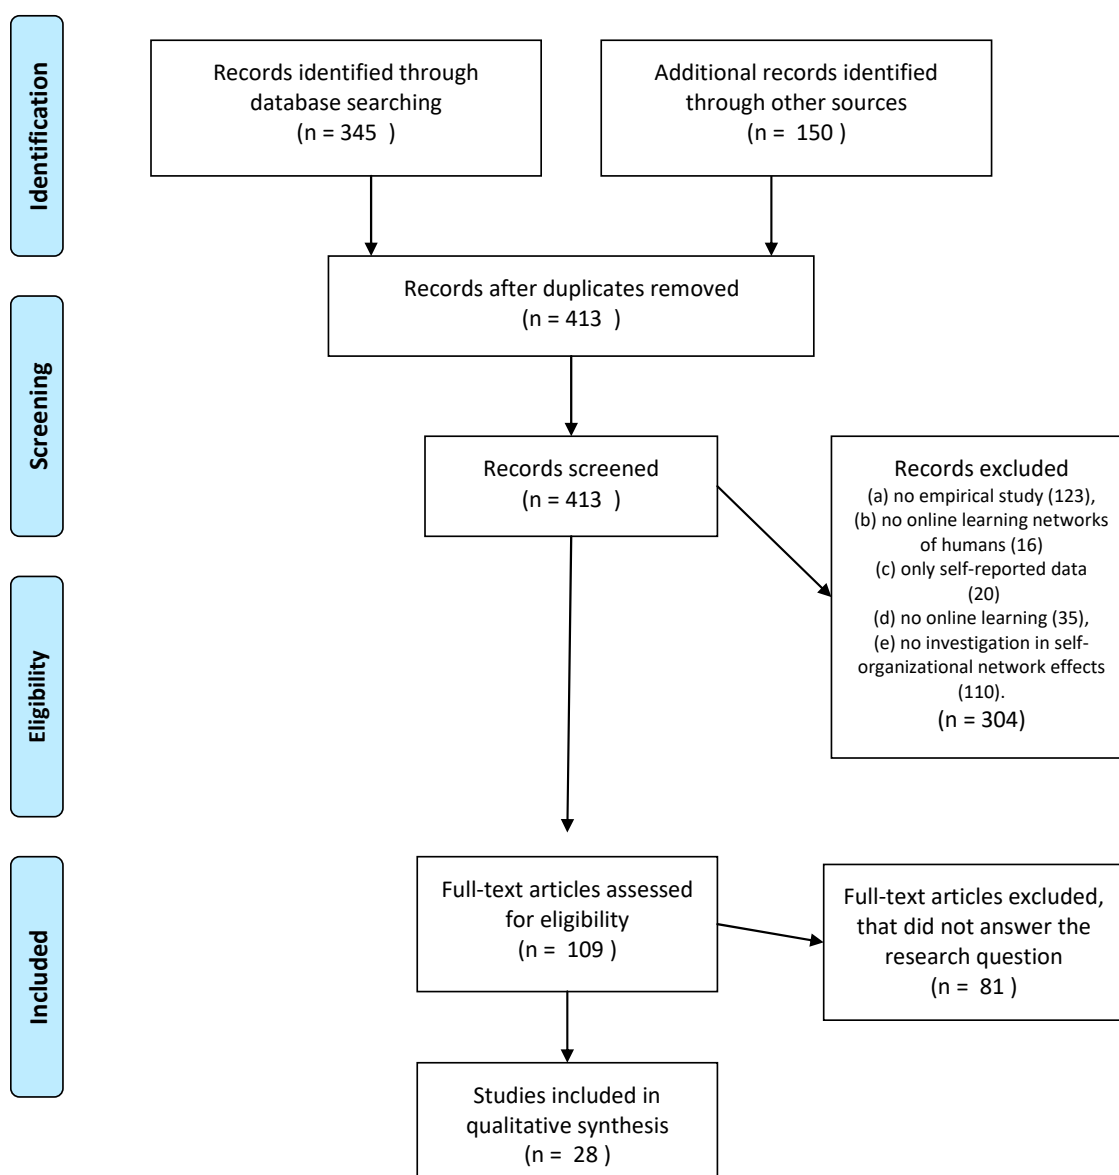 Identification
Records identified through
database searching
(n = 345 )
Additional records identified
through other sources
(n = 150 )
Records after duplicates removed
(n = 413 )
Screening
Records screened
(n = 413 )
Records excluded
(a) no empirical study (123),
(b) no online learning networks
of humans (16)
(c) only self-reported data
(20)
(d) no online learning (35),
(e) no investigation in self-
organizational network effects
(110).
(n = 304)
Eligibility
Full-text articles assessed
for eligibility
(n = 109 )
Full-text articles excluded,
that did not answer the
research question
(n = 81 )
Included
Studies included in
qualitative synthesis
(n = 28 )